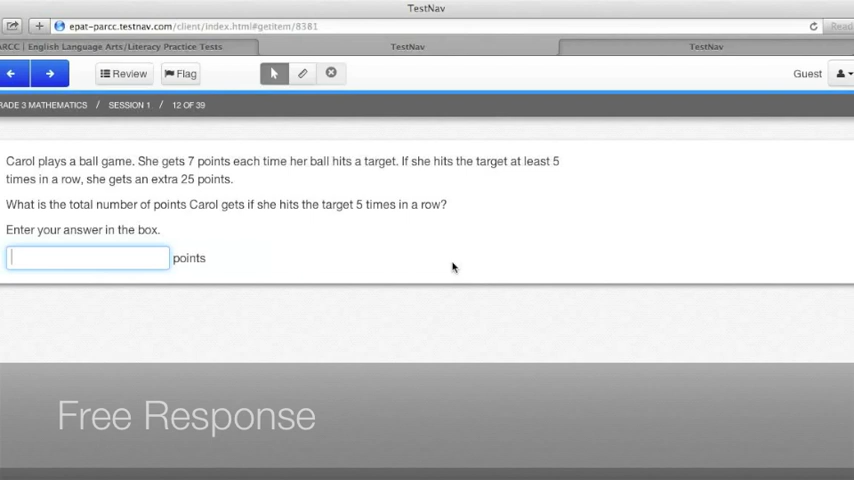 TestNav
epat-parcc.testnav.com/client/index.html#getitem/8381
Read
ARCC | English Language Arts/Literacy Practice Tests
TestNav
TestNav
Review
Flag
Guest
RADE 3 MATHEMATICS / SESSION 1 / 12 OF 39
Carol plays a ball game. She gets 7 points each time her ball hits a target. If she hits the target at least 5
times in a row, she gets an extra 25 points.
What is the total number of points Carol gets if she hits the target 5 times in a row?
Enter your answer in the box.
points
Free Response